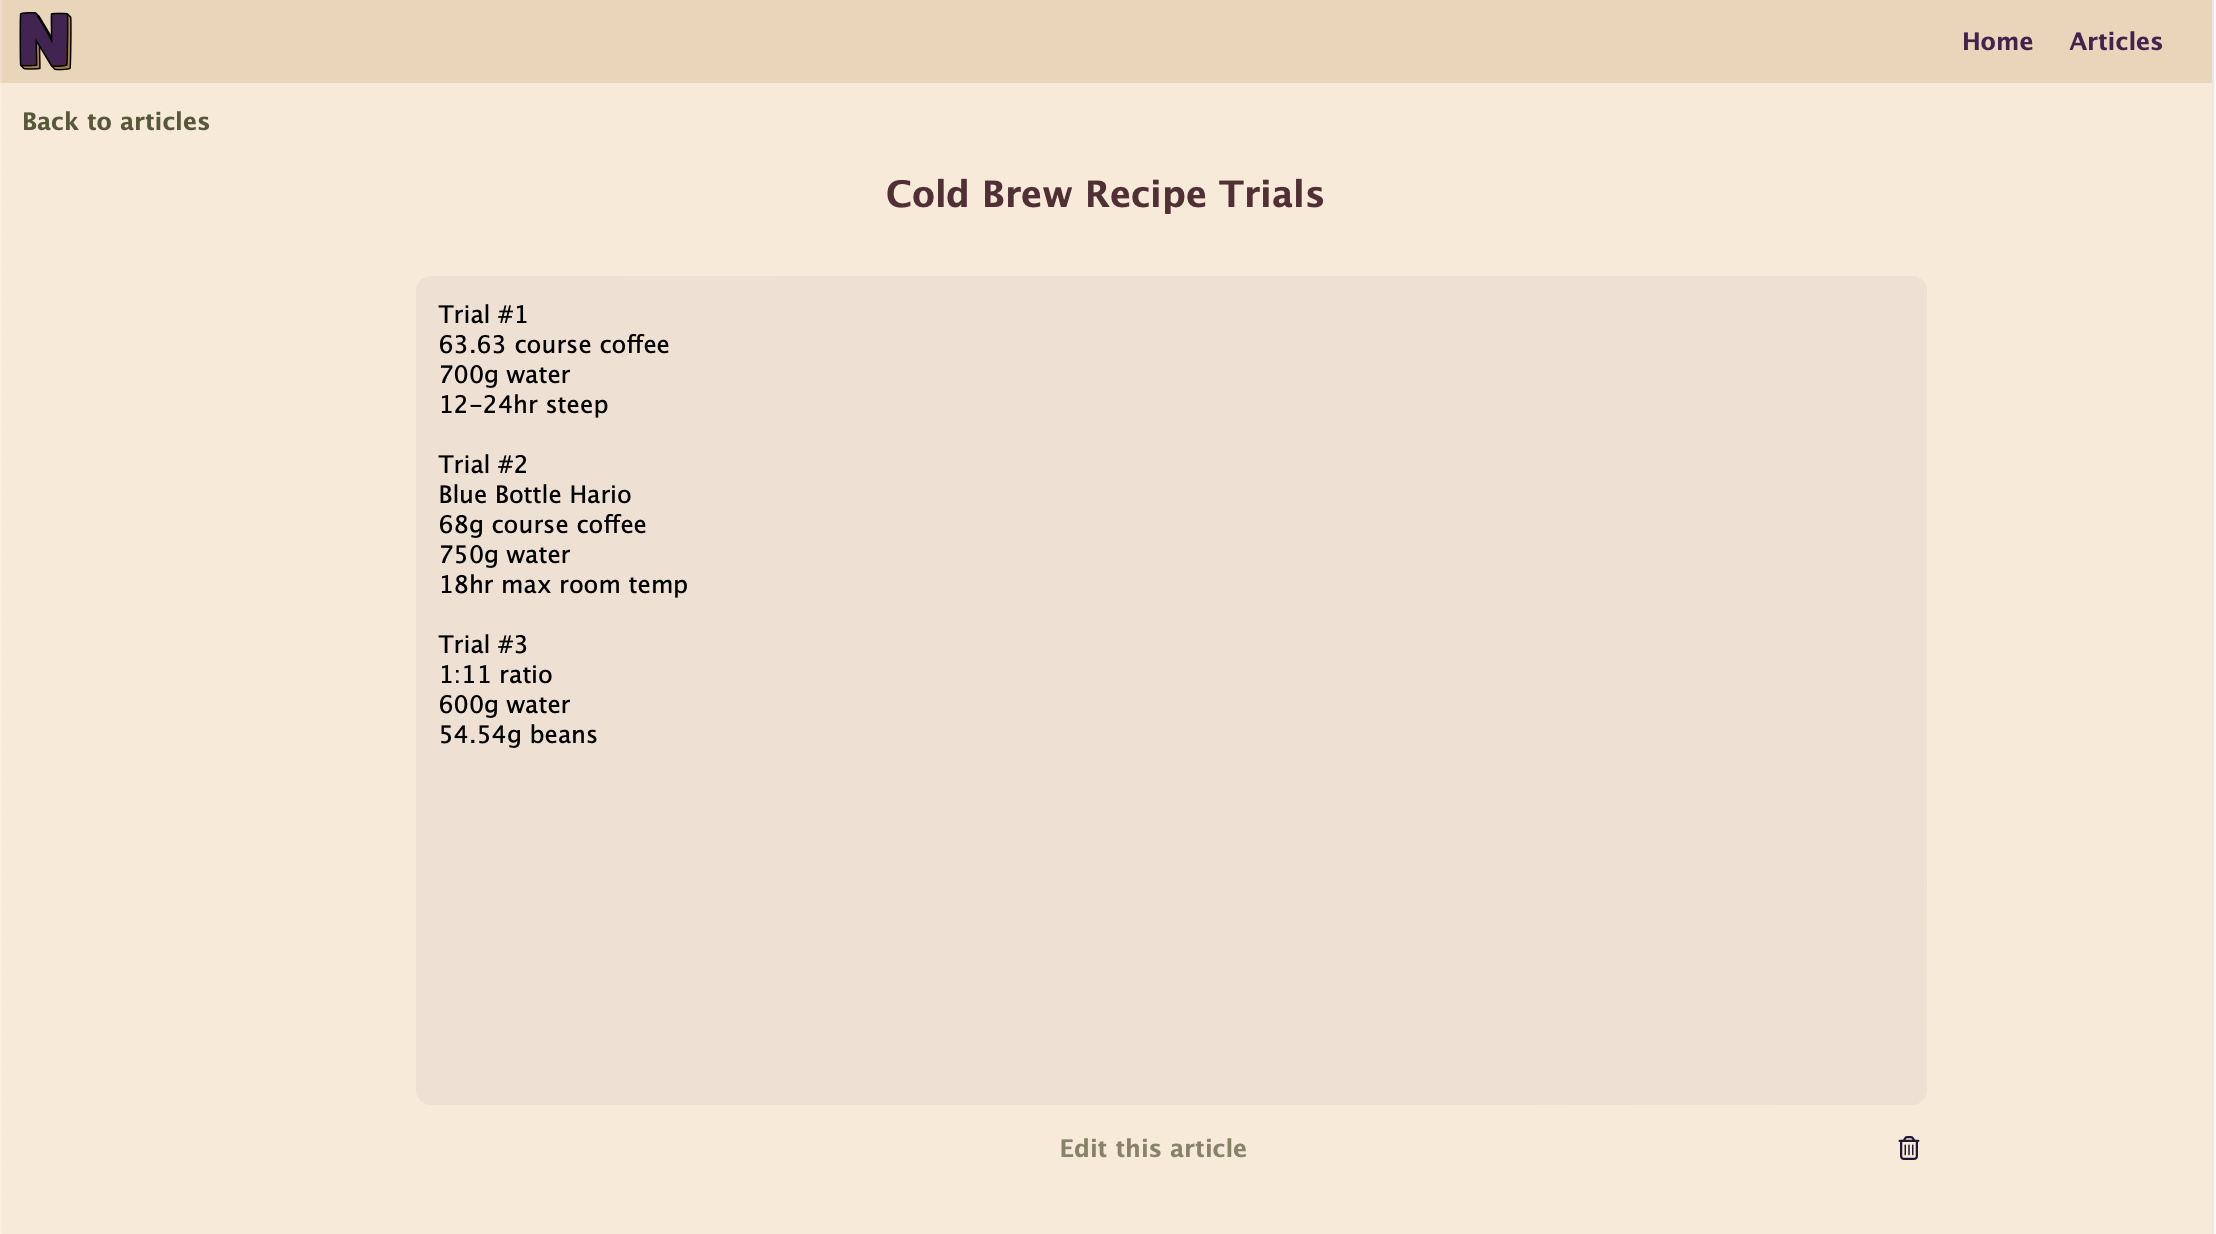 N
Home Articles
Back to articles
Cold Brew Recipe Trials
Trial #1
63.63 course coffee
700g water
12-24hr steep
Trial #2
Blue Bottle Hario
68g course coffee
750g water
18hr max room temp
Trial #3
1:11 ratio
600g water
54.54g beans
Edit this article